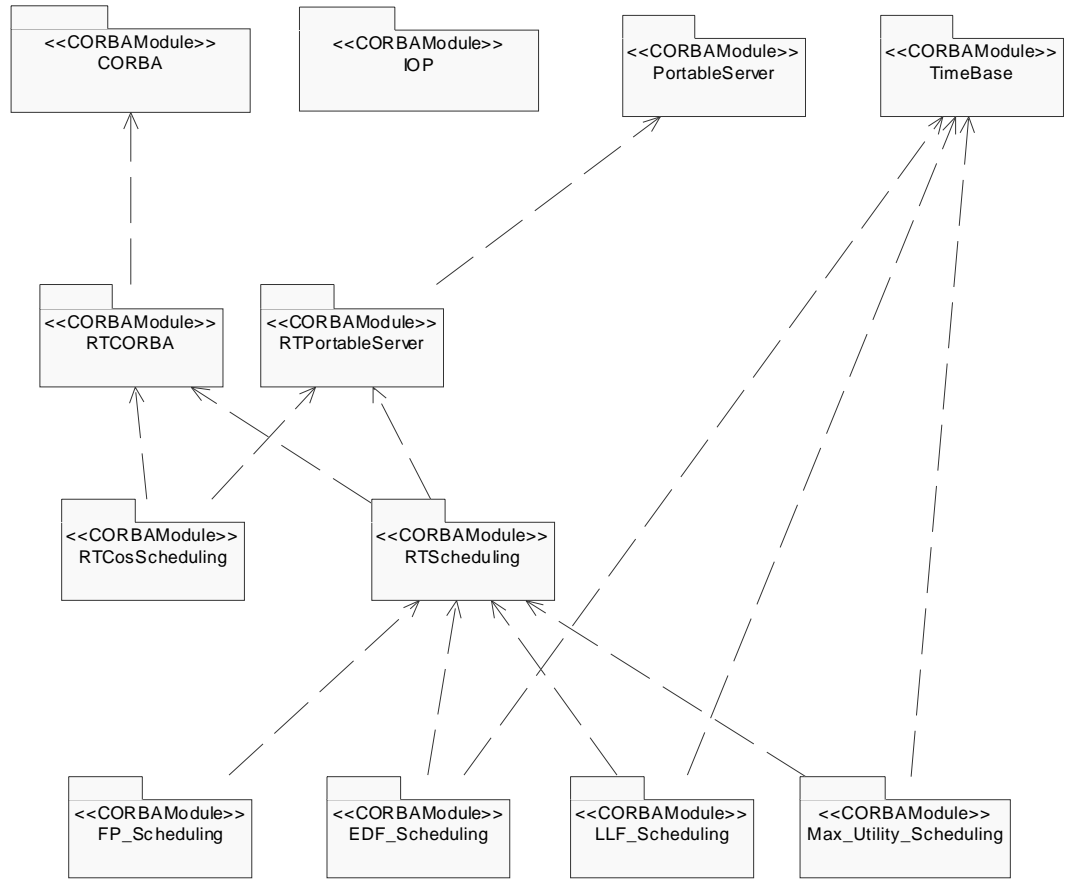 <<CORBAModule>>
CORBA
<<CORBAModule>>
IOP
<<CORBAModule>>
PortableServer
<<CORBAModule>>
TimeBase
<<CORBAModule>>
RTCORBA
<<CORBAModule>>
RTPortableServer
<<CORBAModule>>
RTCosScheduling
<<CORBAModule>>
RTScheduling
<<CORBAModule>>
FP_Scheduling
<<CORBAModule>>
EDF_Scheduling
<<CORBAModule>>
LLF_Scheduling
<<CORBAModule>>
Max_Utility_Scheduling